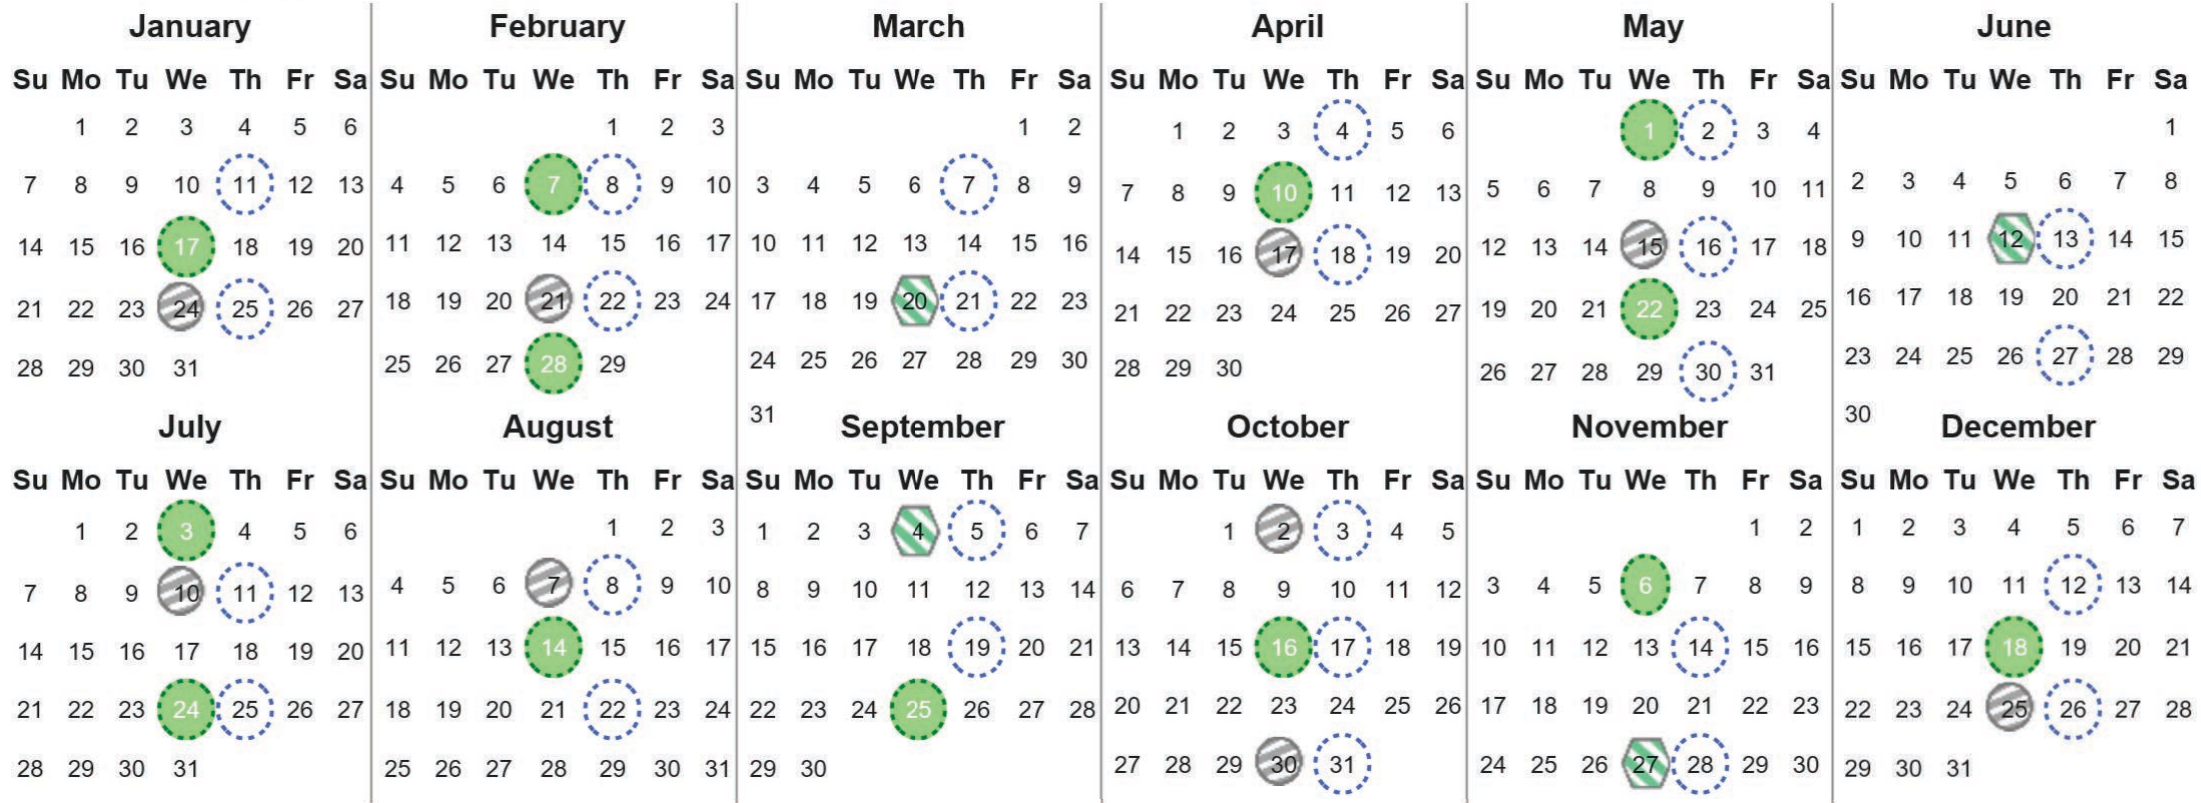 January February March April May June
Su Mo Tu We Th Fr Sa Su Mo Tu We Th Fr Sa Su Mo Tu We Th Fr Sa Su Mo Tu We Th Fr Sa Su Mo Tu We Th Fr Sa Su Mo Tu We Th Fr Sa
1 2 3 4 5 6 1 2 3 1 2 1 2 3 4 5 6 1 2 3 4 1
7 8 9 10 11 12 13 4 5 6 7 8 9 10 3 4 5 6 7 8 9 7 8 9 10 11 12 13 5 6 7 8 9 10 11 2 3 4 5 6 7 8
14 15 16 17 18 19 20 11 12 13 14 15 16 17 10 11 12 13 14 15 16 14 15 16 17 18 19 20 12 13 14 15 16 17 18 9 10 11 12 13 14 15
21 22 23 24 25 26 27 18 19 20 21 22 23 24 17 18 19 20 21 22 23 21 22 23 24 25 26 27 19 20 21 22 23 24 25 16 17 18 19 20 21 22
28 29 30 31 25 26 27 28 29 24 25 26 27 28 29 30 28 29 30 26 27 28 29 30 31 23 24 25 26 27 28 29
31 30
July August September October November December
Su Mo Tu We Th Fr Sa Su Mo Tu We Th Fr Sa Su Mo Tu We Th Fr Sa Su Mo Tu We Th Fr Sa Su Mo Tu We Th Fr Sa Su Mo Tu We Th Fr Sa
1 2 3 4 5 6 1 2 3 1 2 3 4 5 6 7 1 2 3 4 5 1 2 1 2 3 4 5 6 7
7 8 9 10 11 12 13 4 5 6 7 8 9 10 8 9 10 11 12 13 14 6 7 8 9 10 11 12 3 4 5 6 7 8 9 8 9 10 11 12 13 14
14 15 16 17 18 19 20 11 12 13 14 15 16 17 15 16 17 18 19 20 21 13 14 15 16 17 18 19 10 11 12 13 14 15 16 15 16 17 18 19 20 21
21 22 23 24 25 26 27 18 19 20 21 22 23 24 22 23 24 25 26 27 28 20 21 22 23 24 25 26 17 18 19 20 21 22 23 22 23 24 25 26 27 28
28 29 30 31 25 26 27 28 29 30 31 29 30 27 28 29 30 31 24 25 26 27 28 29 30 29 30 31